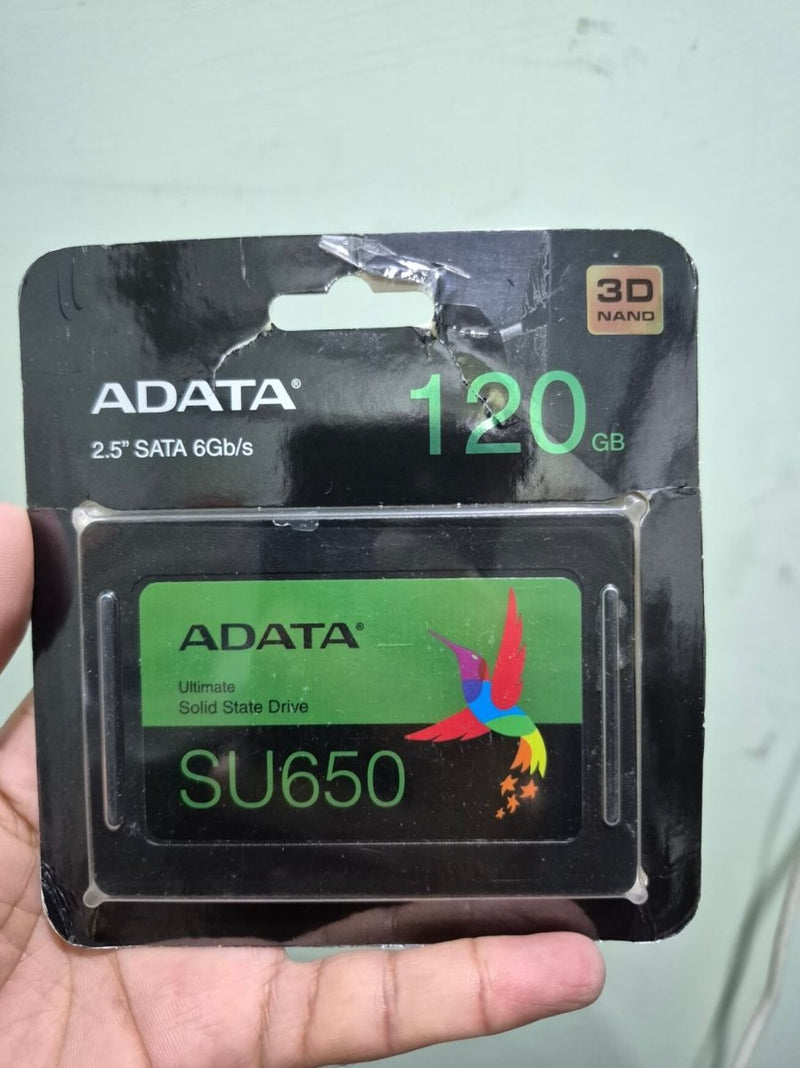 3D
NAND
ADATA®
120 GB
2.5” SATA 6Gb/s
ADATA®
Ultimate
Solid State Drive
SU650